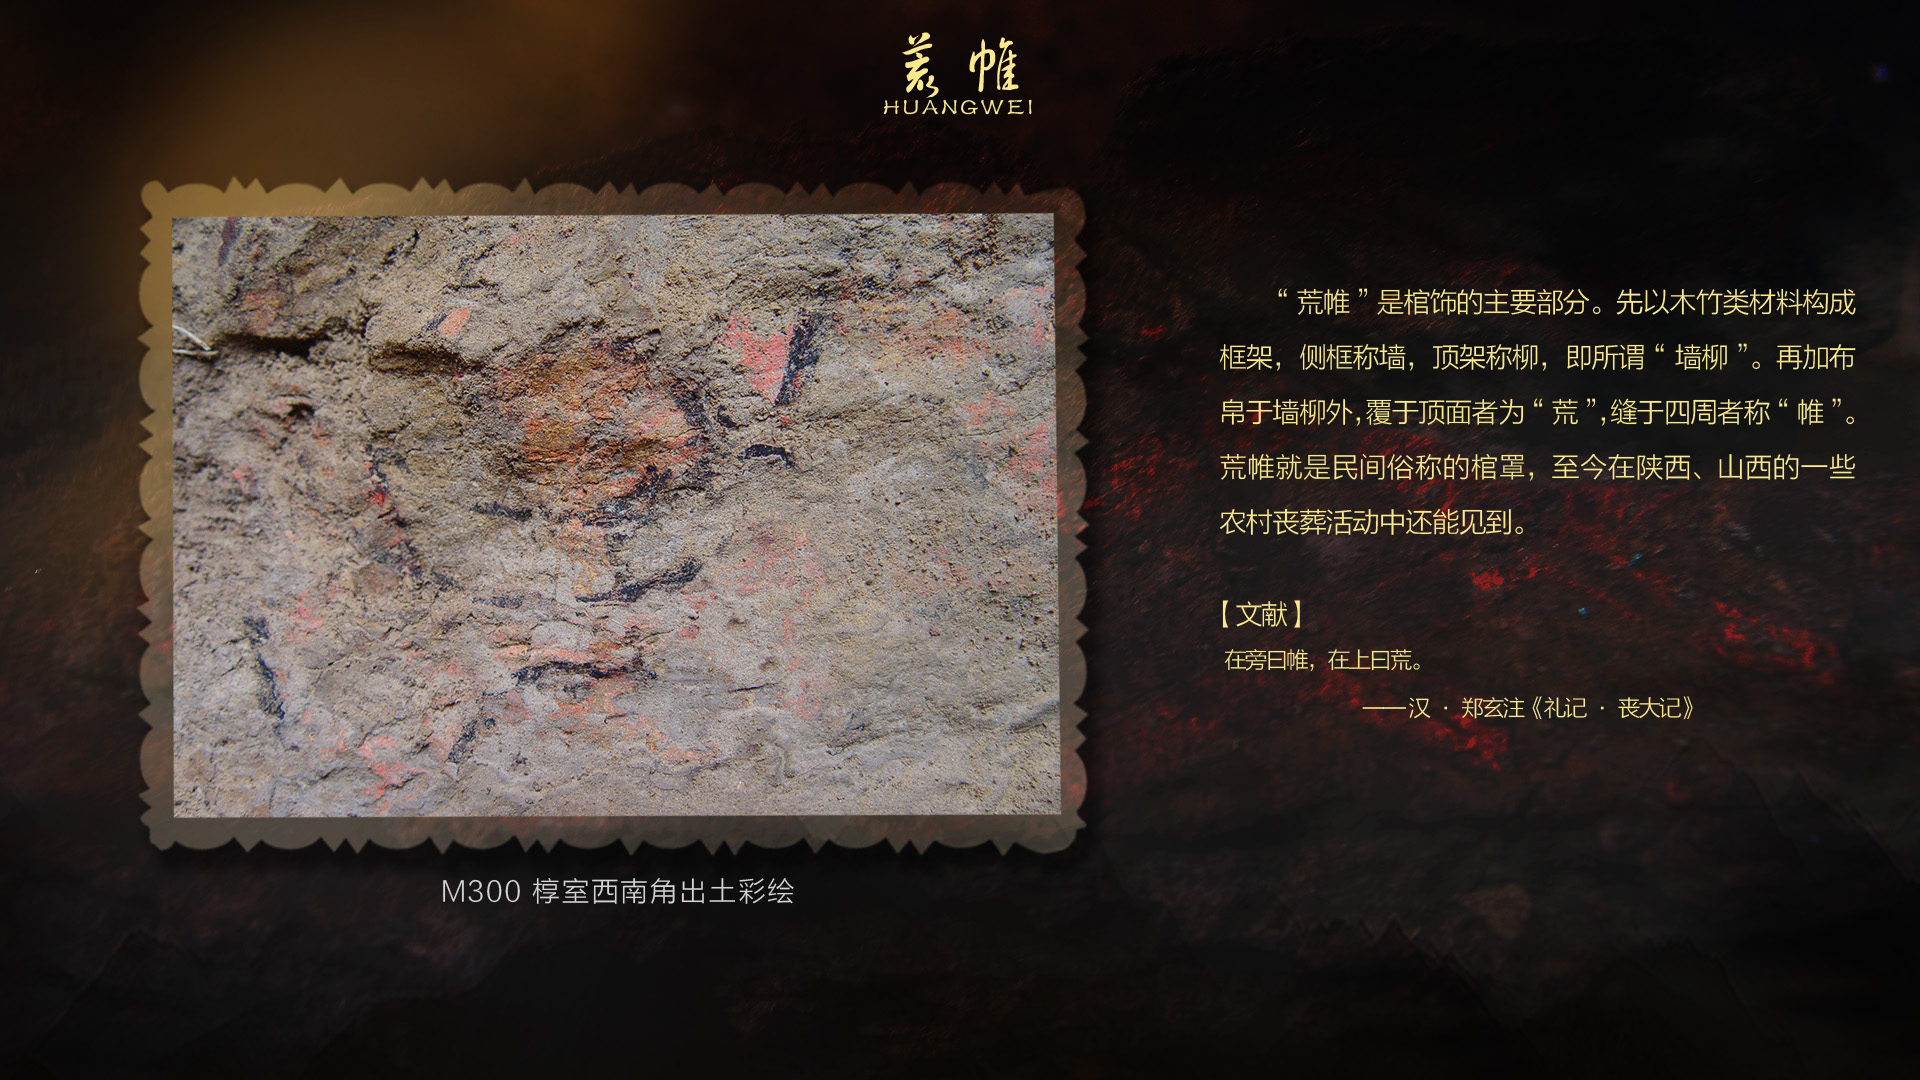 荒帷
HUANGWEI
“荒帷”是棺饰的主要部分。先以木竹类材料构成
框架，侧框称墙，顶架称柳，即所谓“墙柳”。再加布
帛于墙柳外，覆于顶面者为“荒”，缝于四周者称“帷”。
荒帷就是民间俗称的棺罩，至今在陕西、山西的一些
农村丧葬活动中还能见到。
【文献】
在旁曰帷，在上曰荒。
——汉 · 郑玄注《礼记 · 丧大记》
M300 椁室西南角出土彩绘